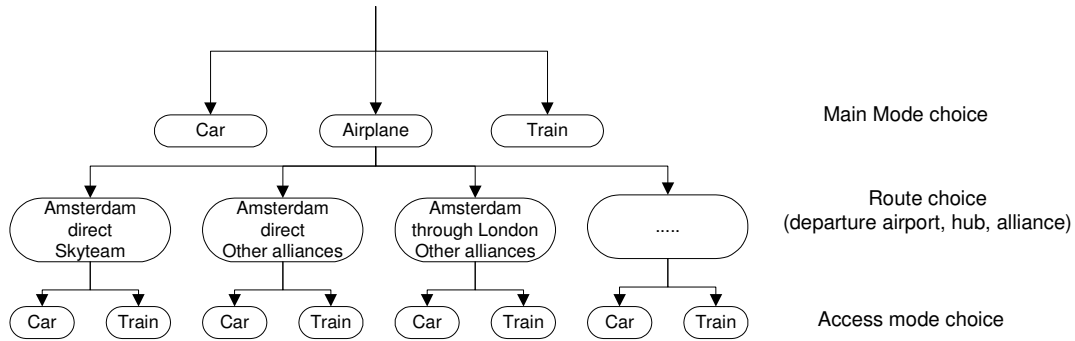 Car
Airplane
Train
Main Mode choice
Amsterdam
direct
Skyteam
Amsterdam
direct
Other alliances
Amsterdam
through London
Other alliances
.....
Route choice
(departure airport, hub, alliance)
Car
Train
Car
Train
Car
Train
Car
Train
Access mode choice